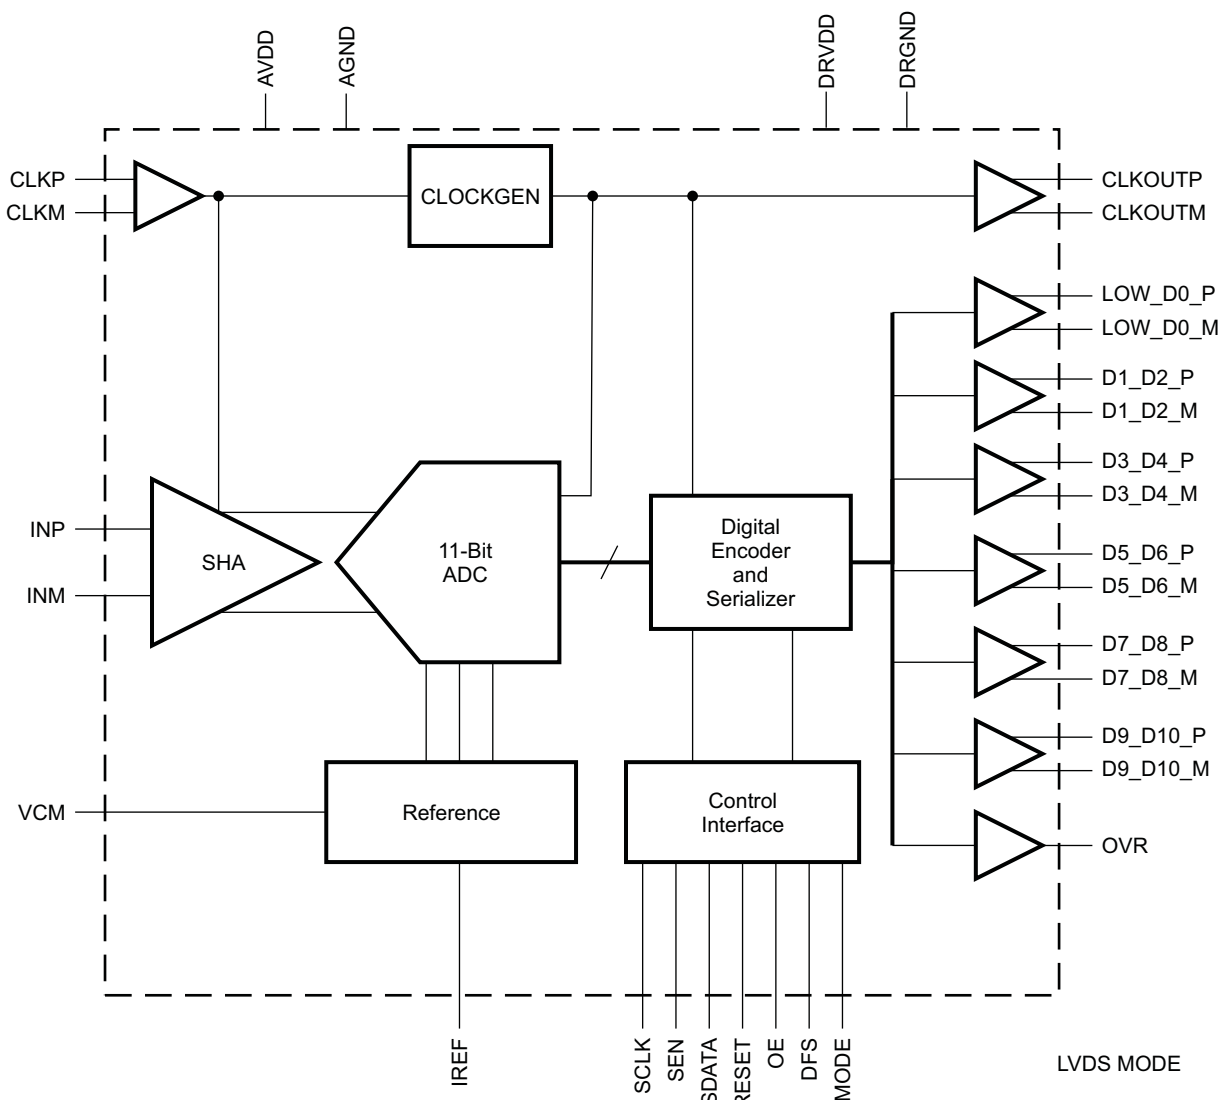 AVDD
AGND
DRVDD
DRGND
CLKP
CLKM
CLOCKGEN
CLKOUTP
CLKOUTM
LOW_D0_P
LOW_D0_M
D1_D2_P
D1_D2_M
D3_D4_P
D3_D4_M
INP
INM
SHA
11-Bit
ADC
Digital
Encoder
and
Serializer
D5_D6_P
D5_D6_M
D7_D8_P
D7_D8_M
D9_D10_P
D9_D10_M
VCM
Reference
Control
Interface
OVR
IREF
SCLK
SEN
SDATA
RESET
OE
DFS
MODE
LVDS MODE